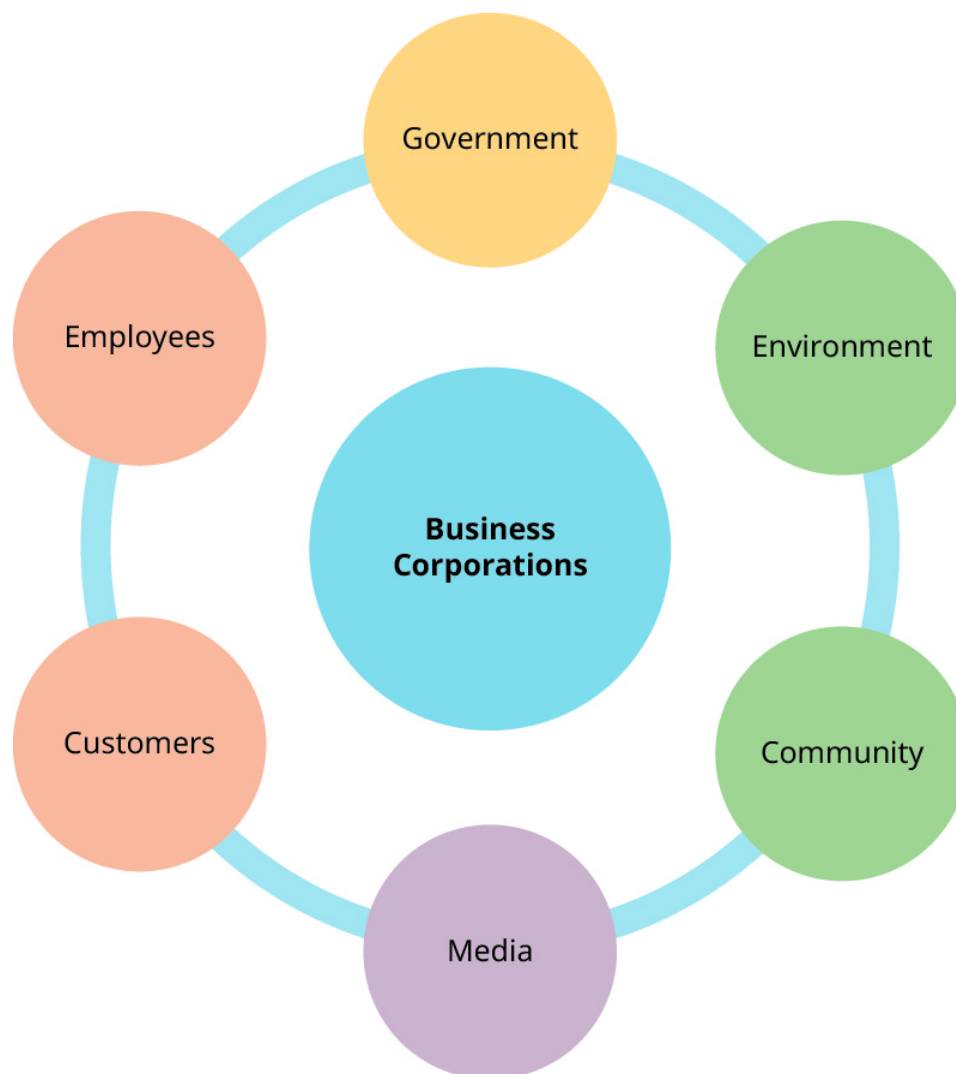 Government
Employees
Environment
Business
Corporations
Customers
Community
Media